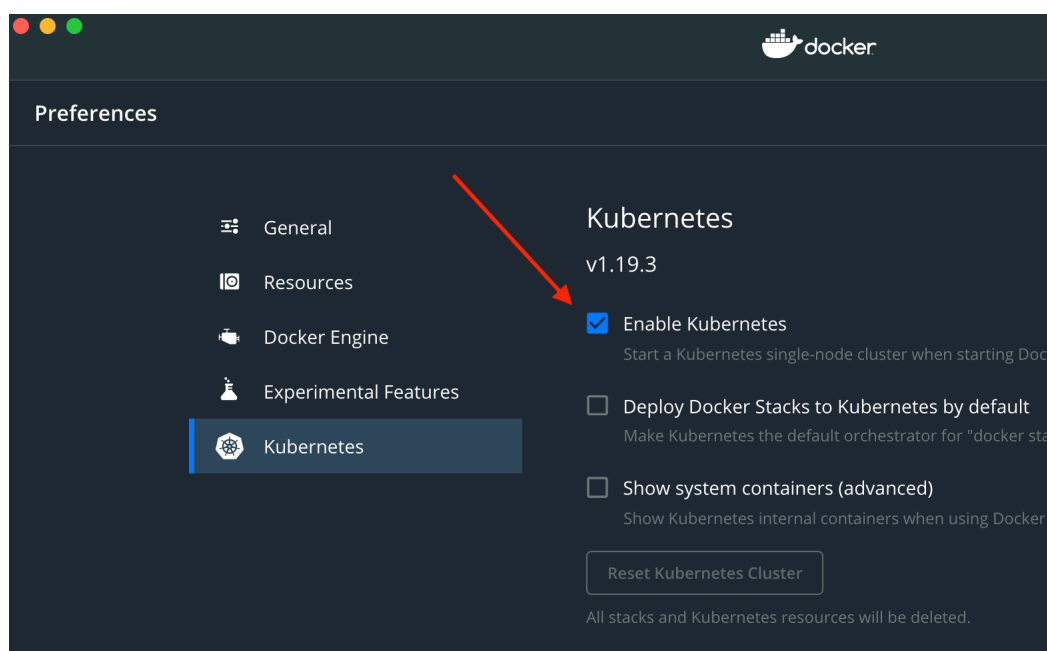 docker
Preferences
General
Resources
Docker Engine
Experimental Features
Kubernetes
Kubernetes
v1.19.3
Enable Kubernetes
Start a Kubernetes single-node cluster when starting Doc
Deploy Docker Stacks to Kubernetes by default
Make Kubernetes the default orchestrator for "docker sta
Show system containers (advanced)
Show Kubernetes internal containers when using Docker
Reset Kubernetes Cluster
All stacks and Kubernetes resources will be deleted.